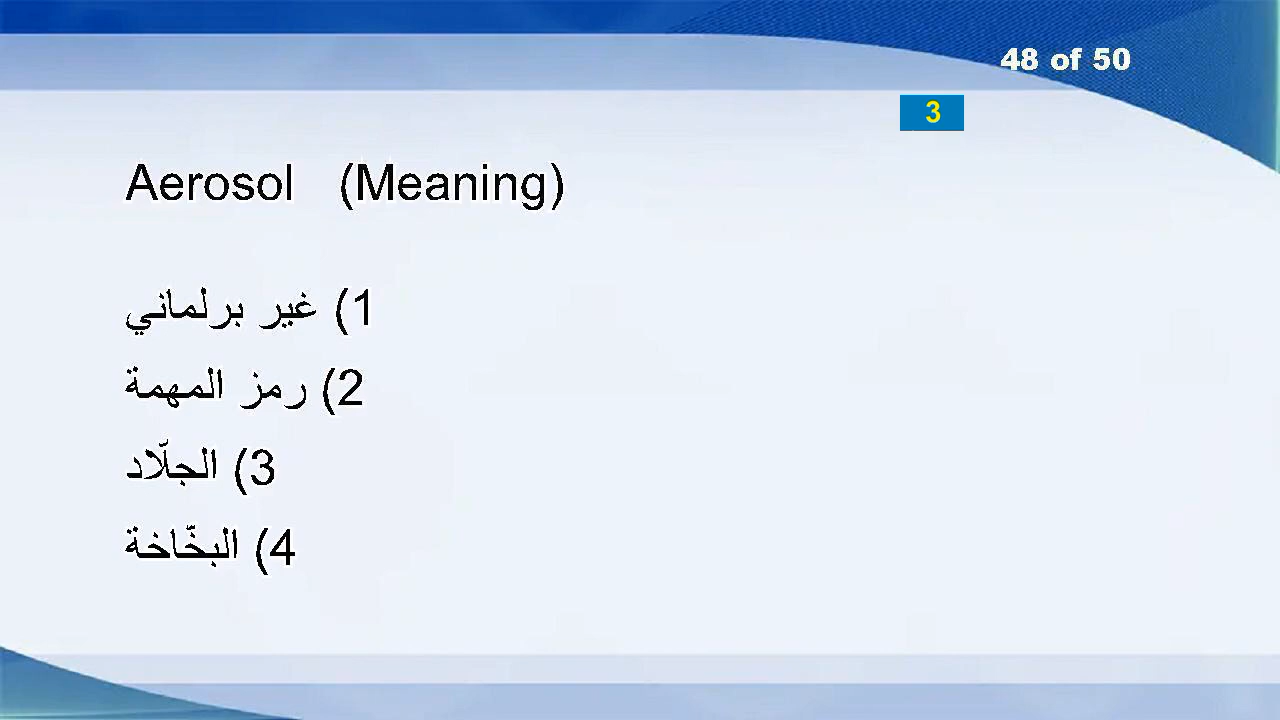 48 of 50
3
Aerosol (Meaning)
1) غير برلماني
2) رمز المهمة
3) الجلّاد
4) البخّاخة